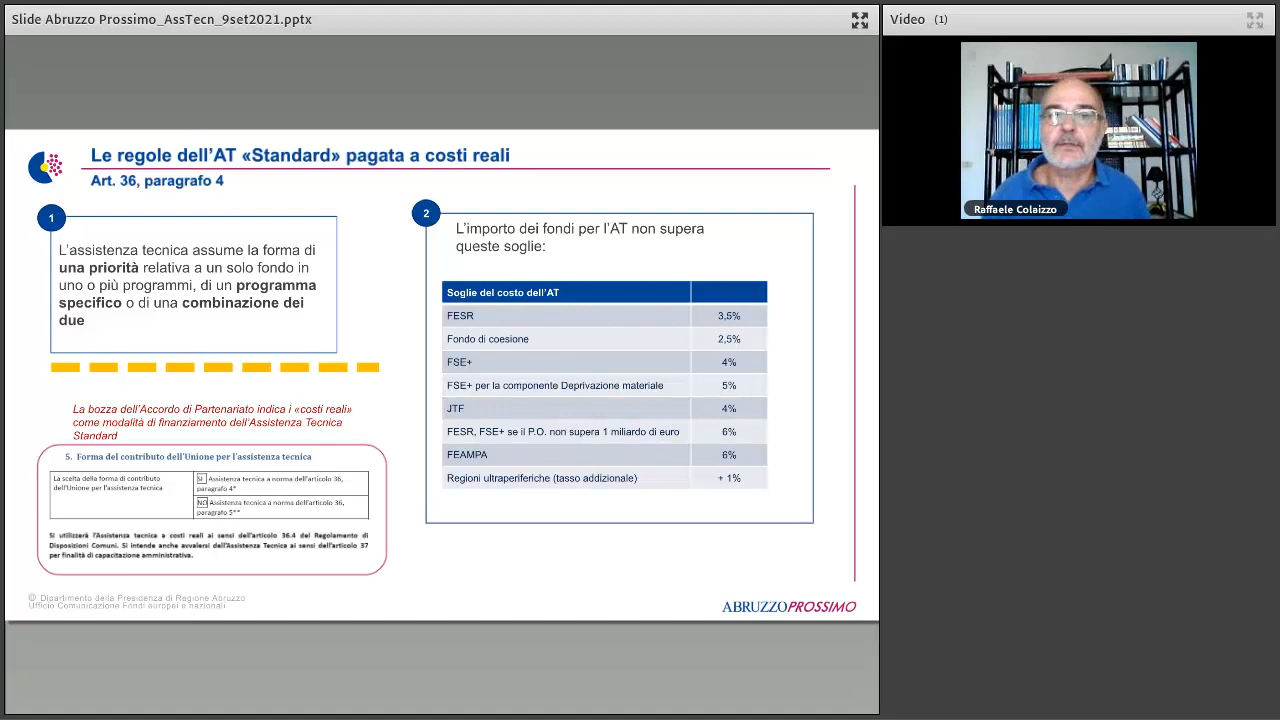 Slide Abruzzo Prossimo_AssTecn_9set2021.pptx
Video (1)
Raffaele Colaizzo
Le regole dell'AT «Standard» pagata a costi reali
Art. 36, paragrafo 4
1
L'assistenza tecnica assume la forma di
una priorità relativa a un solo fondo in
uno o più programmi, di un programma
specifico o di una combinazione dei
due
La bozza dell'Accordo di Partenariato indica i «costi reali»
come modalità di finanziamento dell'Assistenza Tecnica
Standard
5. Forma del contributo dell'Unione per l'assistenza tecnica
La scelta della forma di contributo
dell'Unione per l'assistenza tecnica
SI Assistenza tecnica a norma dell'articolo 36,
paragrafo 4*
NO Assistenza tecnica a norma dell'articolo 36,
paragrafo 5**
Si utilizzerà l'Assistenza tecnica a costi reali ai sensi dell'articolo 36.4 del Regolamento di
Disposizioni Comuni. Si intende anche avvalersi dell'Assistenza Tecnica ai sensi dell'articolo 37
per finalità di capacitazione amministrativa.
2
L'importo dei fondi per l'AT non supera
queste soglie:
Soglie del costo dell'AT
FESR 3,5%
Fondo di coesione 2,5%
FSE+ 4%
FSE+ per la componente Deprivazione materiale 5%
JTF 4%
FESR, FSE+ se il P.O. non supera 1 miliardo di euro 6%
FEAMPA 6%
Regioni ultraperiferiche (tasso addizionale) + 1%
© Dipartimento della Presidenza di Regione Abruzzo
Ufficio Comunicazione Fondi europei e nazionali
ABRUZZOPROSSIMO